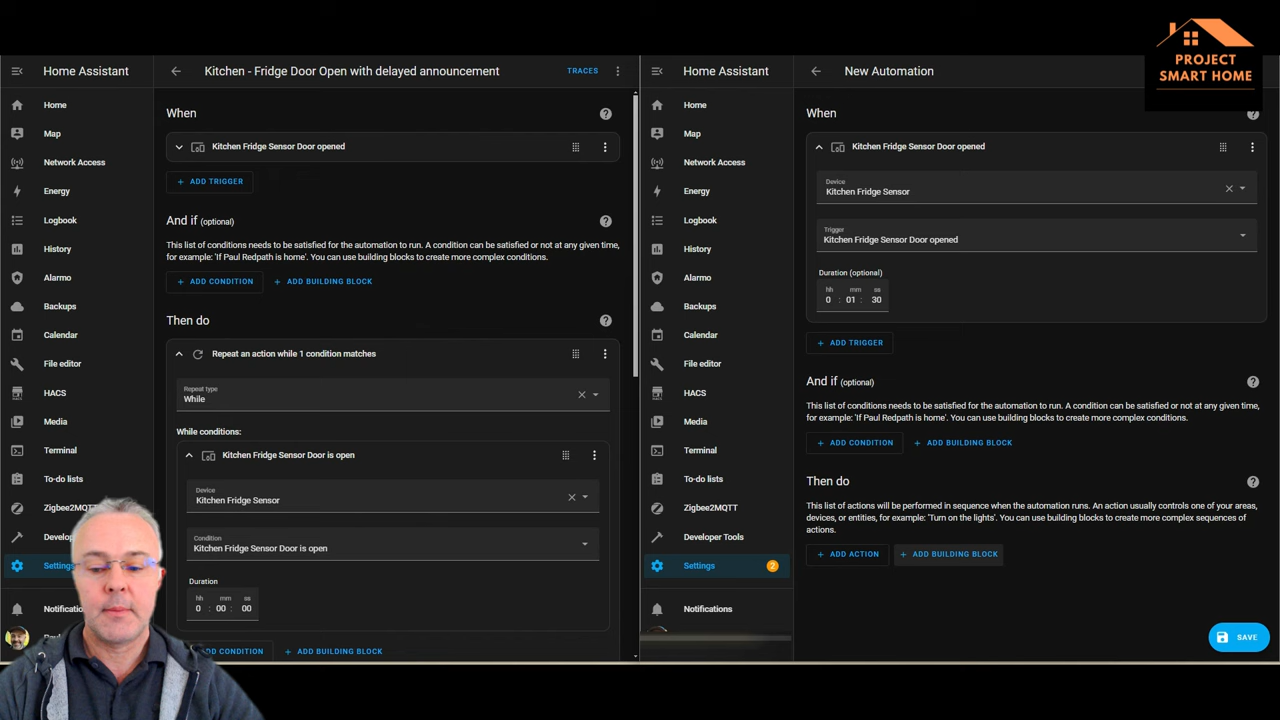 PROJECT
SMART HOME
Home Assistant
Home
Map
Network Access
Energy
Logbook
History
Alarmo
Backups
Calendar
File editor
HACS
Media
Terminal
To-do lists
Zigbee2MQTT
Develop
Settings
Notificatio
Kitchen - Fridge Door Open with delayed announcement
TRACES
When
Kitchen Fridge Sensor Door opened
+ ADD TRIGGER
And if (optional)
This list of conditions needs to be satisfied for the automation to run. A condition can be satisfied or not at any given time,
for example: 'If Paul Redpath is home'. You can use building blocks to create more complex conditions.
+ ADD CONDITION + ADD BUILDING BLOCK
Then do
Repeat an action while 1 condition matches
Repeat type
While
While conditions:
Kitchen Fridge Sensor Door is open
Device
Kitchen Fridge Sensor
Condition
Kitchen Fridge Sensor Door is open
Duration
hh mm ss
0 : 00 : 00
ADD CONDITION + ADD BUILDING BLOCK
Home Assistant
Home
Map
Network Access
Energy
Logbook
History
Alarmo
Backups
Calendar
File editor
HACS
Media
Terminal
To-do lists
Zigbee2MQTT
Developer Tools
Settings 2
Notifications
New Automation
When
Kitchen Fridge Sensor Door opened
Device
Kitchen Fridge Sensor
Trigger
Kitchen Fridge Sensor Door opened
Duration (optional)
hh mm ss
0 : 01 : 30
+ ADD TRIGGER
And if (optional)
This list of conditions needs to be satisfied for the automation to run. A condition can be satisfied or not at any given time,
for example: 'If Paul Redpath is home'. You can use building blocks to create more complex conditions.
+ ADD CONDITION + ADD BUILDING BLOCK
Then do
This list of actions will be performed in sequence when the automation runs. An action usually controls one of your areas,
devices, or entities, for example: 'Turn on the lights'. You can use building blocks to create more complex sequences of
actions.
+ ADD ACTION + ADD BUILDING BLOCK
SAVE